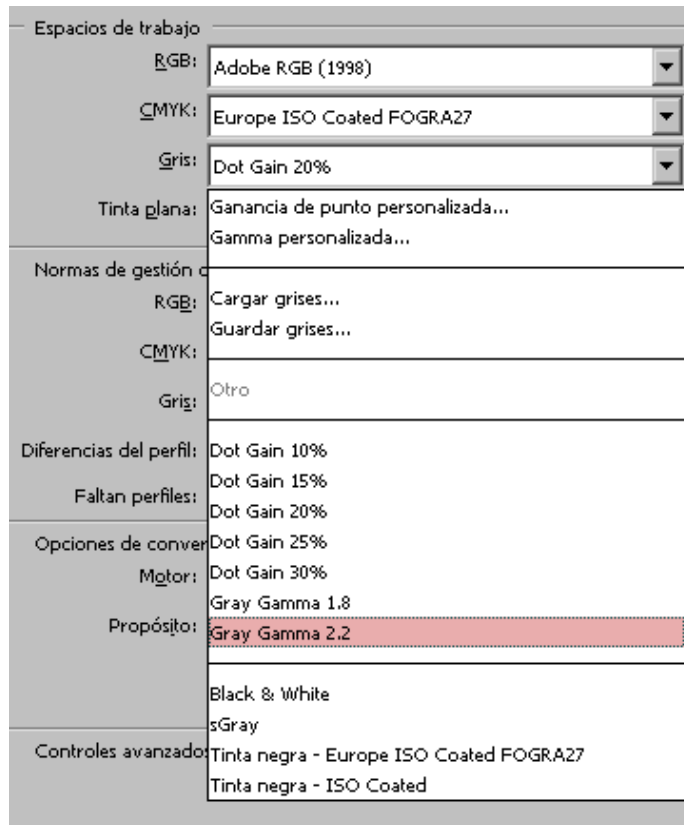 Espacios de trabajo
RGB: Adobe RGB (1998)
CMYK: Europe ISO Coated FOGRA27
Gris: Dot Gain 20%
Tinta plana: Ganancia de punto personalizada...
Gamma personalizada...
Normas de gestión
RGB: Cargar grises...
Guardar grises...
CMYK:
Gris: Otro
Diferencias del perfil: Dot Gain 10%
Dot Gain 15%
Faltan perfiles:
Dot Gain 20%
Opciones de conver Dot Gain 25%
Motor: Dot Gain 30%
Gray Gamma 1.8
Propósito: Gray Gamma 2.2
Black & White
sGray
Controles avanzados Tinta negra - Europe ISO Coated FOGRA27
Tinta negra - ISO Coated